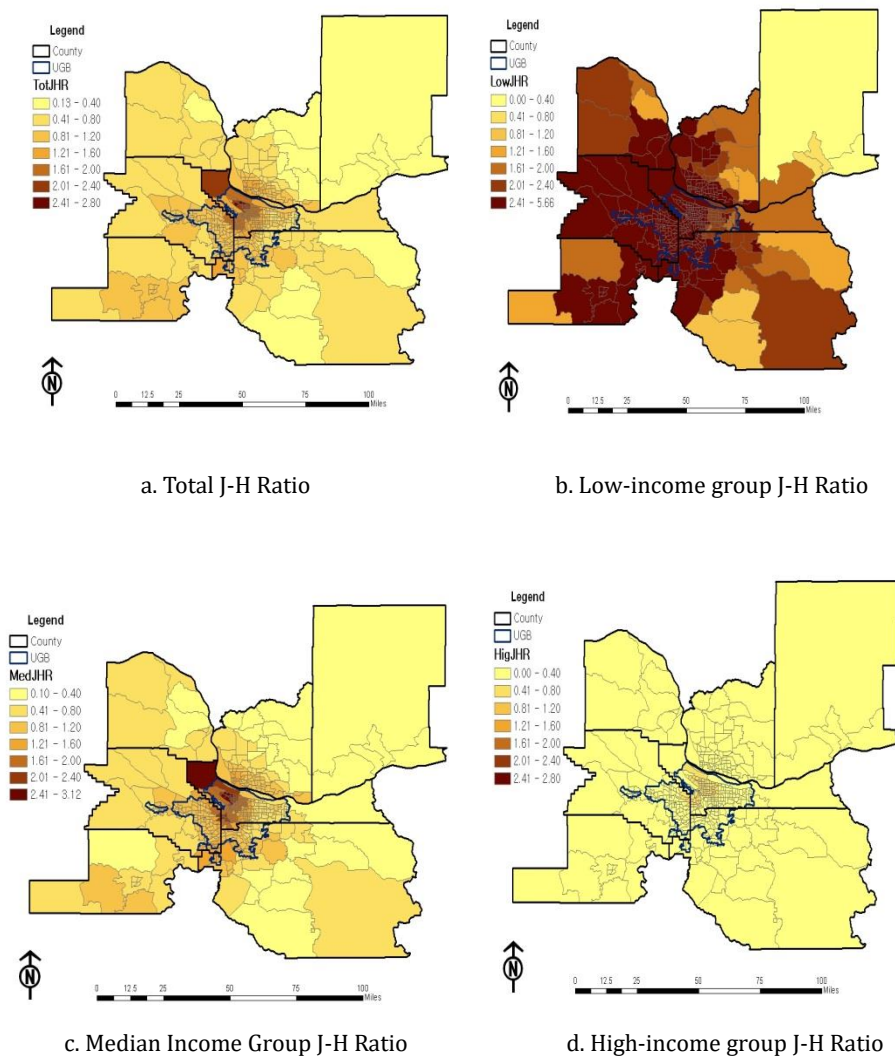 Legend
County
UGB
TotJHR
0.13 - 0.40
0.41 - 0.80
0.81 - 1.20
1.21 - 1.60
1.61 - 2.00
2.01 - 2.40
2.41 - 2.80
N
0 12.5 25 50 75 100
Miles
a. Total J-H Ratio
Legend
County
UGB
LowJHR
0.00 - 0.40
0.41 - 0.80
0.81 - 1.20
1.21 - 1.60
1.61 - 2.00
2.01 - 2.40
2.41 - 5.66
N
0 12.5 25 50 75 100
Miles
b. Low-income group J-H Ratio
Legend
County
UGB
MedJHR
0.10 - 0.40
0.41 - 0.80
0.81 - 1.20
1.21 - 1.60
1.61 - 2.00
2.01 - 2.40
2.41 - 3.12
N
0 12.5 25 50 75 100
Miles
c. Median Income Group J-H Ratio
Legend
County
UGB
HigJHR
0.00 - 0.40
0.41 - 0.80
0.81 - 1.20
1.21 - 1.60
1.61 - 2.00
2.01 - 2.40
2.41 - 2.80
N
0 12.5 25 50 75 100
Miles
d. High-income group J-H Ratio